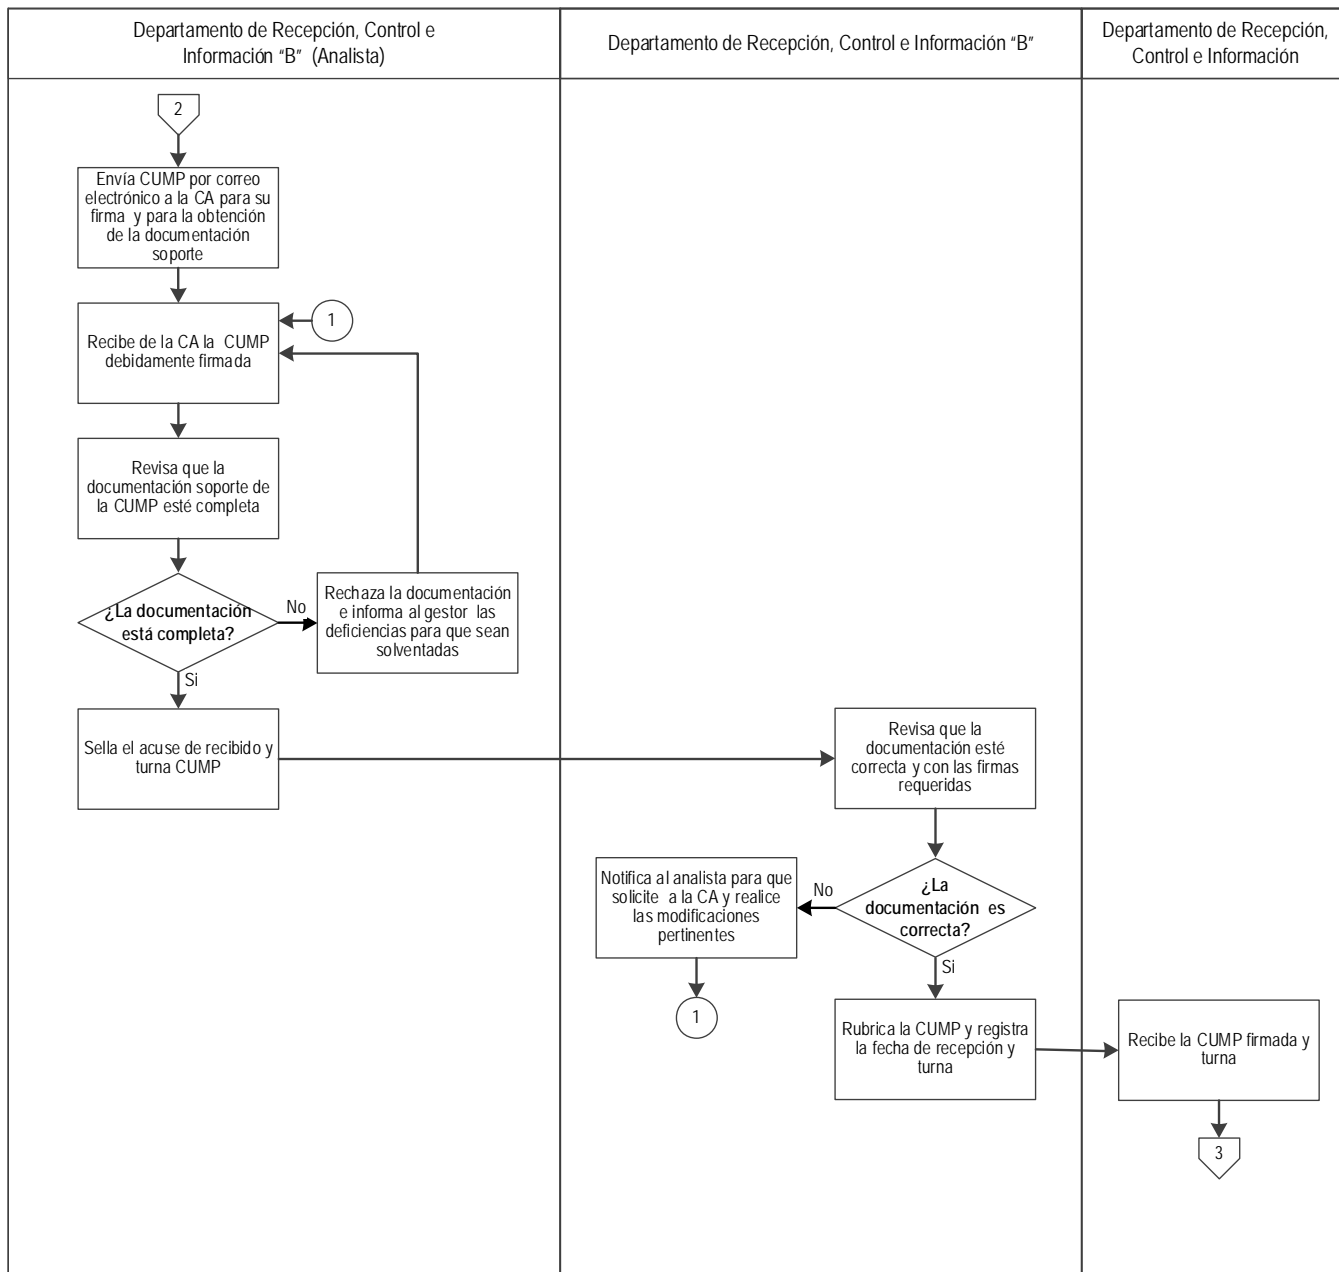 Departamento de Recepción, Control e
Información "B" (Analista)
Departamento de Recepción, Control e Información "B"
Departamento de Recepción,
Control e Información
2
Envía CUMP por correo
electrónico a la CA para su
firma y para la obtención
de la documentación
soporte
1
Recibe de la CA la CUMP
debidamente firmada
Revisa que la
documentación soporte de
la CUMP esté completa
¿La documentación
está completa?
No
Rechaza la documentación
e informa al gestor las
deficiencias para que sean
solventadas
Si
Sella el acuse de recibido y
turna CUMP
Revisa que la
documentación esté
correcta y con las firmas
requeridas
Notifica al analista para que
solicite a la CA y realice
las modificaciones
pertinentes
No
¿La
documentación es
correcta?
Si
1
Rubrica la CUMP y registra
la fecha de recepción y
turna
Recibe la CUMP firmada y
turna
3